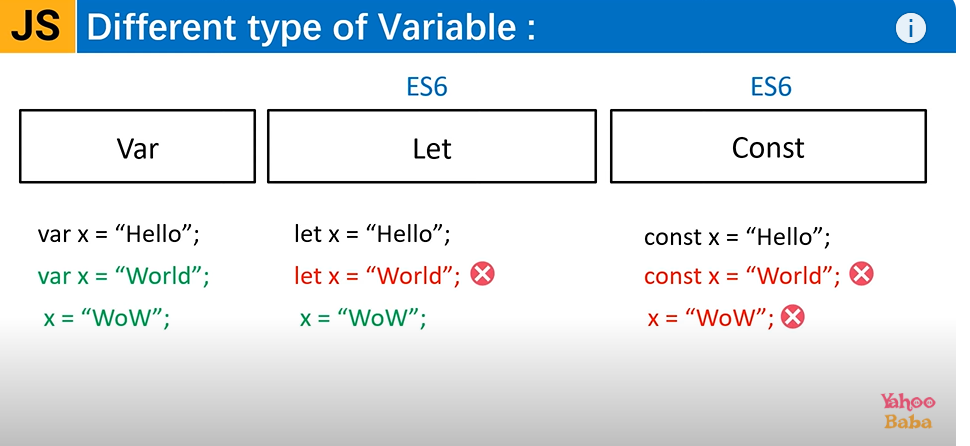 JS Different type of Variable : i
ES6 ES6
Var Let Const
var x = “Hello”; let x = “Hello”; const x = “Hello”;
var x = “World”; let x = “World”; const x = “World”;
x = “WoW”; x = “WoW”; x = “WoW”;
Yahoo
Baba